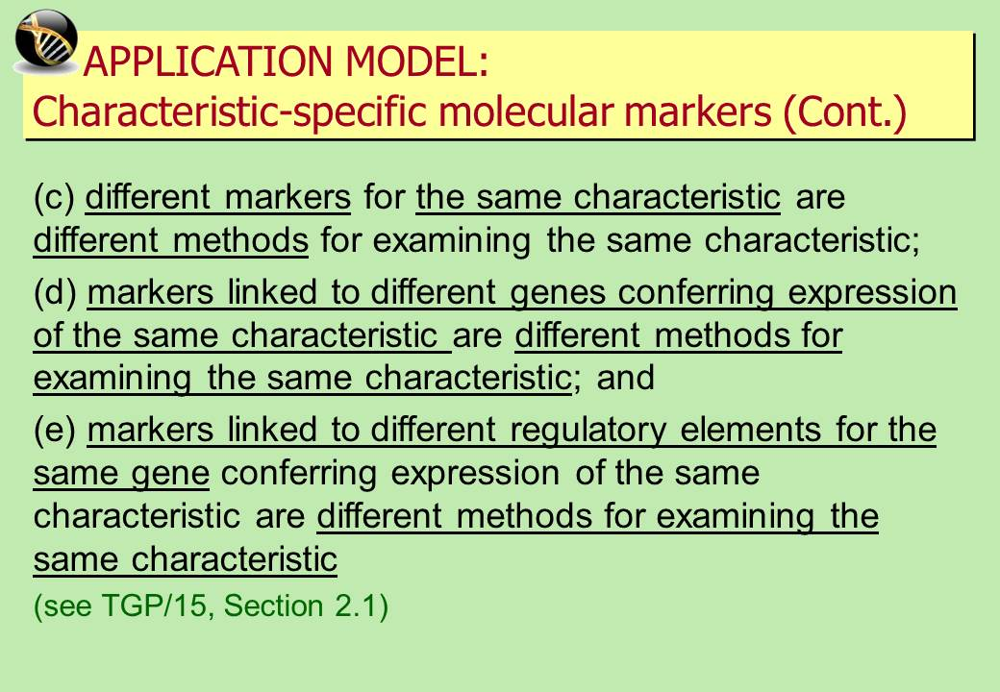 APPLICATION MODEL:
Characteristic-specific molecular markers (Cont.)
(c) different markers for the same characteristic are
different methods for examining the same characteristic;
(d) markers linked to different genes conferring expression
of the same characteristic are different methods for
examining the same characteristic; and
(e) markers linked to different regulatory elements for the
same gene conferring expression of the same
characteristic are different methods for examining the
same characteristic
(see TGP/15, Section 2.1)